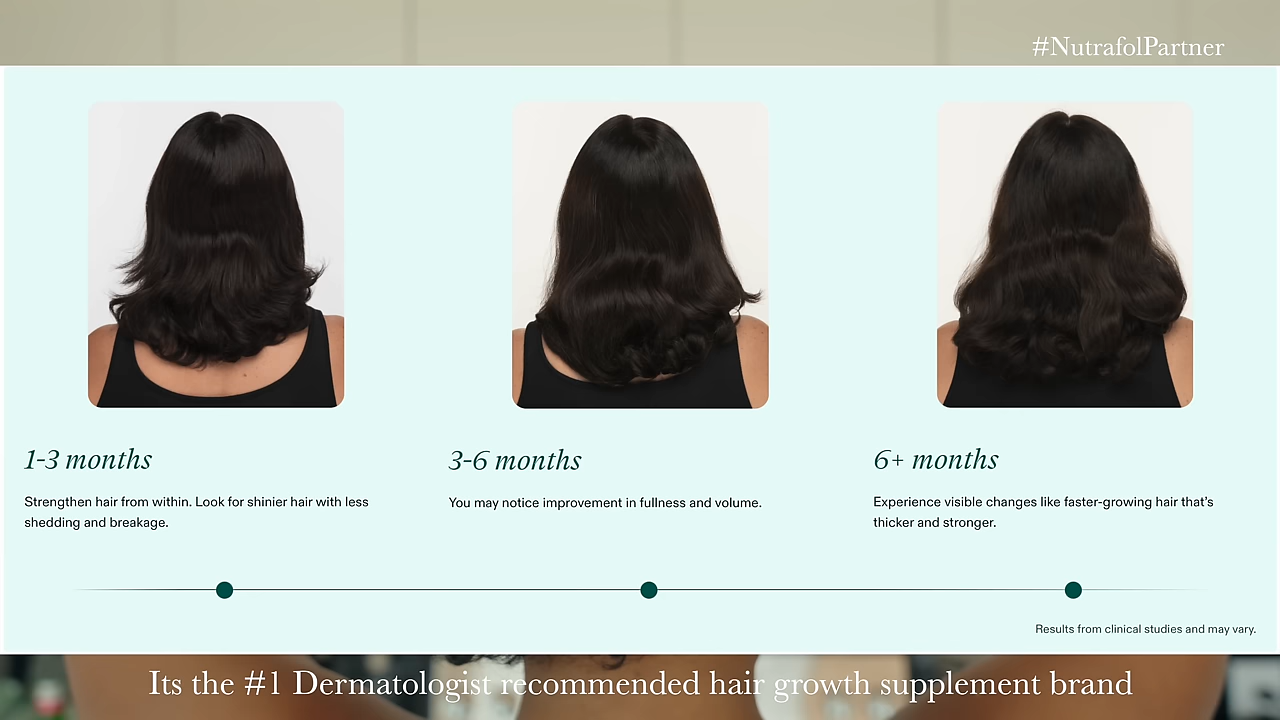 #NutrafolPartner
1-3 months
Strengthen hair from within. Look for shinier hair with less
shedding and breakage.
3-6 months
You may notice improvement in fullness and volume.
6+ months
Experience visible changes like faster-growing hair that's
thicker and stronger.
Results from clinical studies and may vary.
Its the #1 Dermatologist recommended hair growth supplement brand